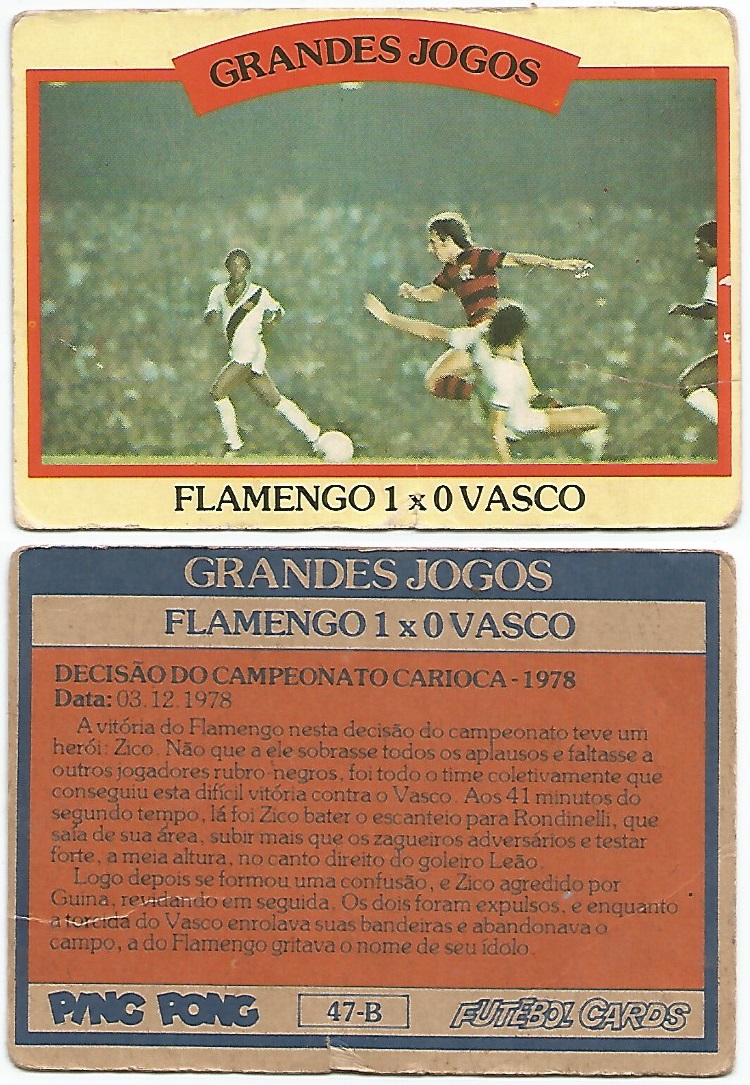 GRANDES JOGOS
FLAMENGO 1 x 0 VASCO
GRANDES JOGOS
FLAMENGO 1 x 0 VASCO
DECISÃO DO CAMPEONATO CARIOCA - 1978
Data: 03.12.1978
A vitória do Flamengo nesta decisão do campeonato teve um
herói: Zico. Não que a ele sobrasse todos os aplausos e faltasse a
outros jogadores rubro-negros, foi todo o time coletivamente que
conseguiu esta difícil vitória contra o Vasco. Aos 41 minutos do
segundo tempo, lá foi Zico bater o escanteio para Rondinelli, que
saía de sua área, subir mais que os zagueiros adversários e testar
forte, a meia altura, no canto direito do goleiro Leão.
Logo depois se formou uma confusão, e Zico agredido por
Guina, revidando em seguida. Os dois foram expulsos, e enquanto
a torcida do Vasco enrolava suas bandeiras e abandonava o
campo, a do Flamengo gritava o nome de seu ídolo.
PING PONG 47-B FUTEBOL CARDS